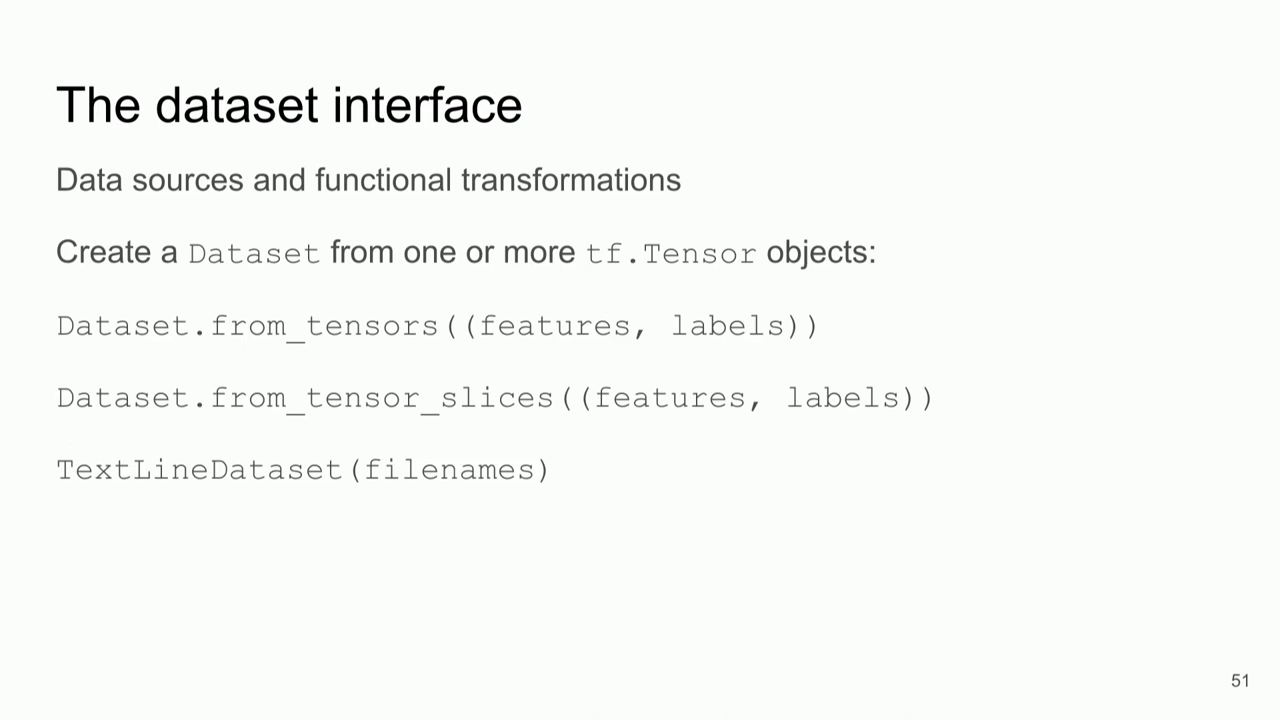 The dataset interface
Data sources and functional transformations
Create a Dataset from one or more tf.Tensor objects:
Dataset.from_tensors((features, labels))
Dataset.from_tensor_slices((features, labels))
TextLineDataset(filenames)
51